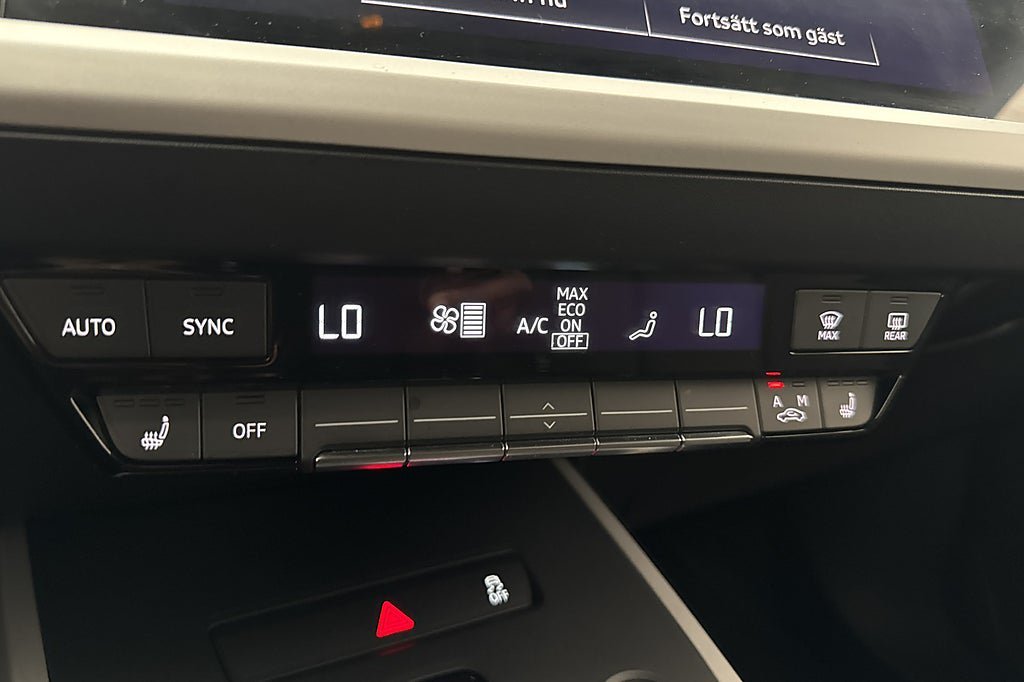 Fortsätt som gäst
AUTO
SYNC
LO
A/C
MAX
ECO
ON
OFF
LO
MAX
REAR
OFF
A M
OFF